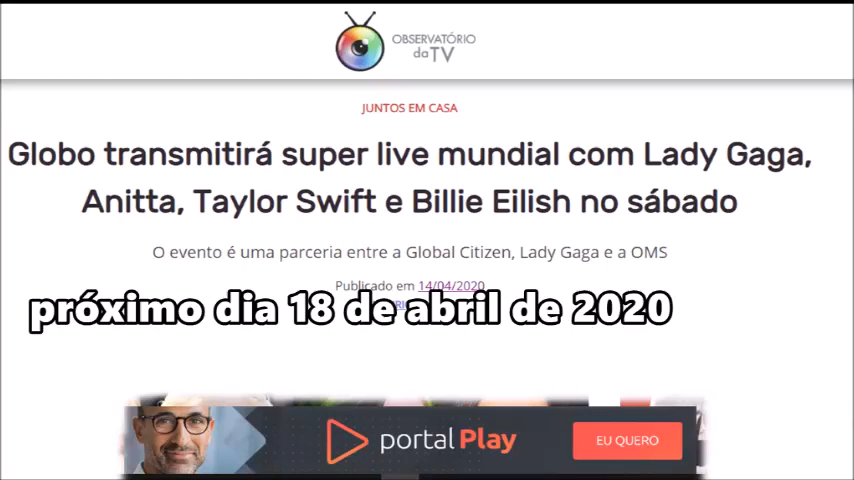 OBSERVATÓRIO
da TV
JUNTOS EM CASA
Globo transmitirá super live mundial com Lady Gaga,
Anitta, Taylor Swift e Billie Eilish no sábado
O evento é uma parceria entre a Global Citizen, Lady Gaga e a OMS
Publicado em 14/04/2020
próximo dia 18 de abril de 2020
portal Play
EU QUERO